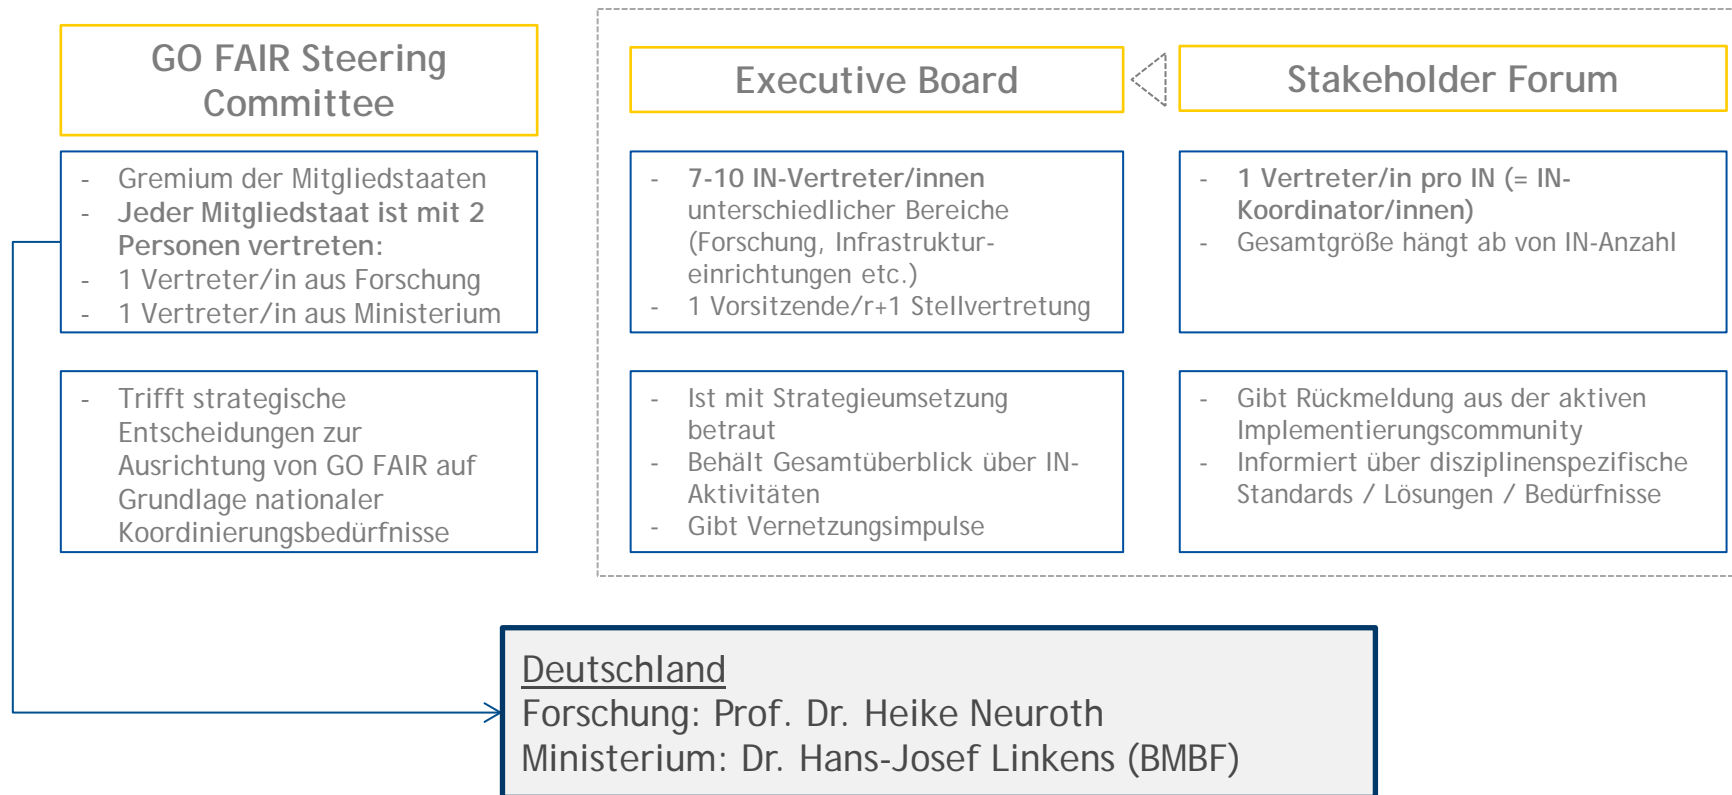 GO FAIR Steering
Committee
- Gremium der Mitgliedstaaten
- Jeder Mitgliedstaat ist mit 2
Personen vertreten:
- 1 Vertreter/in aus Forschung
- 1 Vertreter/in aus Ministerium
- Trifft strategische
Entscheidungen zur
Ausrichtung von GO FAIR auf
Grundlage nationaler
Koordinierungsbedürfnisse
Executive Board
- 7-10 IN-Vertreter/innen
unterschiedlicher Bereiche
(Forschung, Infrastruktur-
einrichtungen etc.)
- 1 Vorsitzende/r+1 Stellvertretung
- Ist mit Strategieumsetzung
betraut
- Behält Gesamtüberblick über IN-
Aktivitäten
- Gibt Vernetzungsimpulse
Stakeholder Forum
- 1 Vertreter/in pro IN (= IN-
Koordinator/innen)
- Gesamtgröße hängt ab von IN-Anzahl
- Gibt Rückmeldung aus der aktiven
Implementierungscommunity
- Informiert über disziplinenspezifische
Standards / Lösungen / Bedürfnisse
Deutschland
Forschung: Prof. Dr. Heike Neuroth
Ministerium: Dr. Hans-Josef Linkens (BMBF)